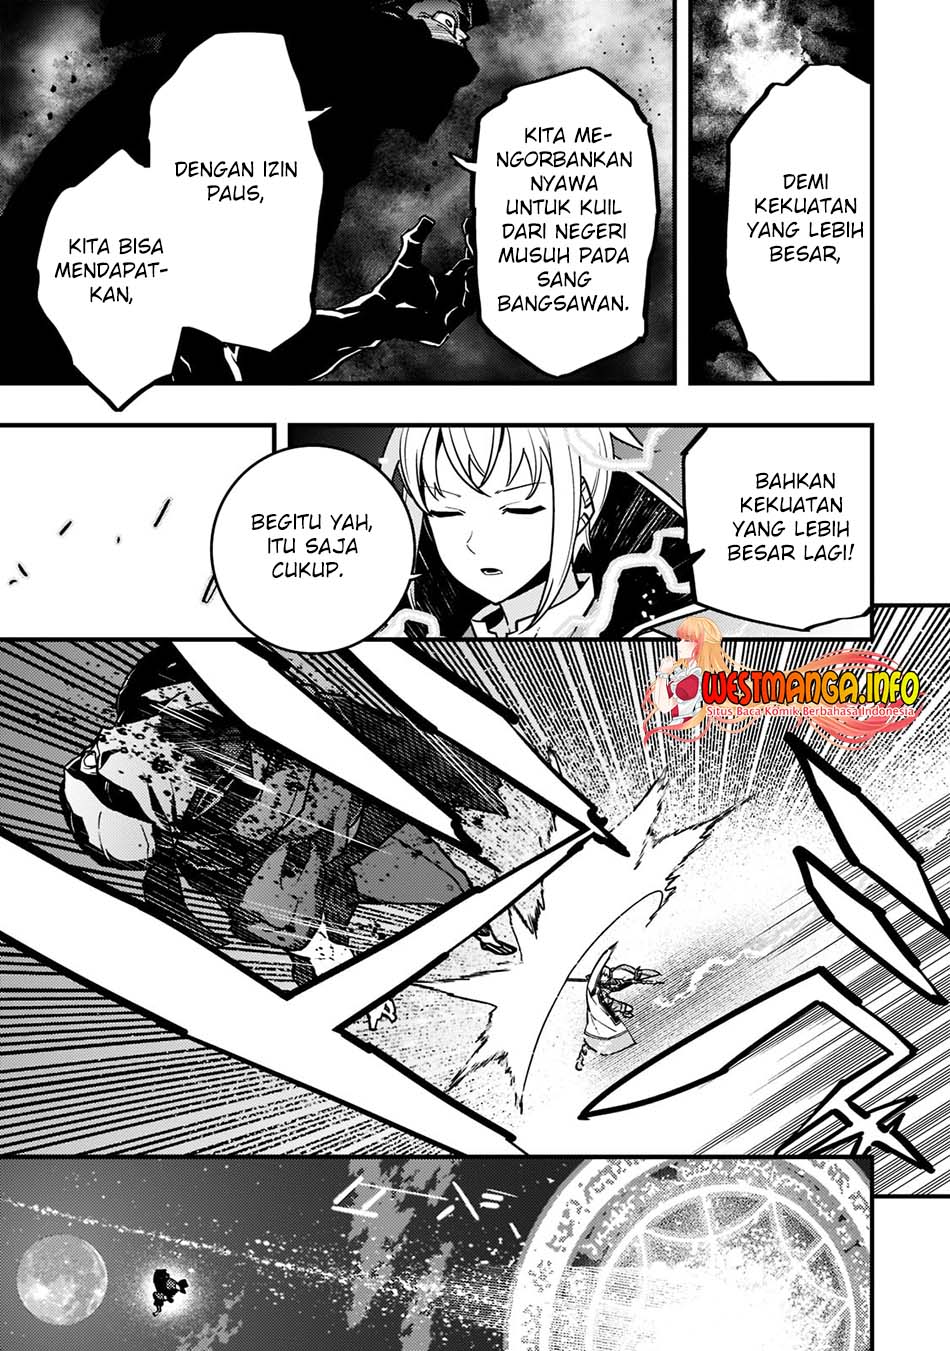 DEMI
KEKUATAN
YANG LEBIH
BESAR,
KITA ME-
NGORBANKAN
NYAWA
UNTUK KUIL
DARI NEGERI
MUSUH PADA
SANG
BANGSAWAN.
DENGAN IZIN
PAUS,
KITA BISA
MENDAPAT-
KAN,
BAHKAN
KEKUATAN
YANG LEBIH
BESAR LAGI!
BEGITU YAH,
ITU SAJA
CUKUP.
WESTMANGA.INFO
Situs Baca Komik Berbahasa Indonesia